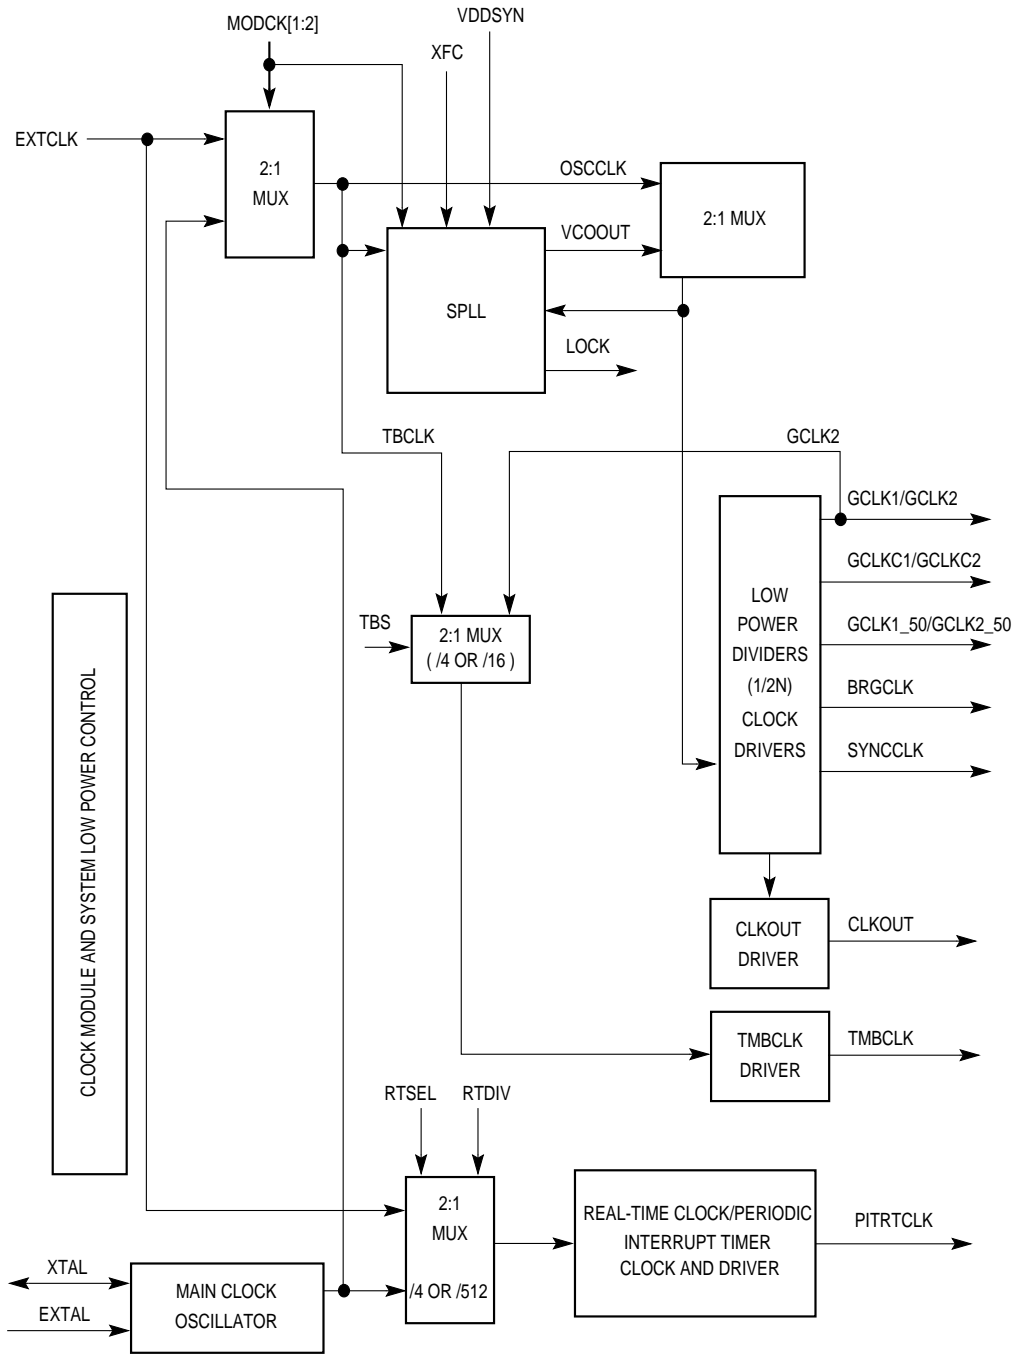 VDDSYN
MODCK[1:2]
XFC
EXTCLK
2:1
MUX
OSCCLK
2:1 MUX
VCOOUT
SPLL
LOCK
TBCLK
GCLK2
GCLK1/GCLK2
GCLKC1/GCLKC2
GCLK1_50/GCLK2_50
BRGCLK
SYNCCLK
LOW
POWER
DIVIDERS
(1/2N)
CLOCK
DRIVERS
TBS
2:1 MUX
( /4 OR /16 )
CLOCK MODULE AND SYSTEM LOW POWER CONTROL
CLKOUT
DRIVER
CLKOUT
TMBCLK
DRIVER
TMBCLK
RTSEL
RTDIV
2:1
MUX
/4 OR /512
REAL-TIME CLOCK/PERIODIC
INTERRUPT TIMER
CLOCK AND DRIVER
PITRTCLK
XTAL
EXTAL
MAIN CLOCK
OSCILLATOR